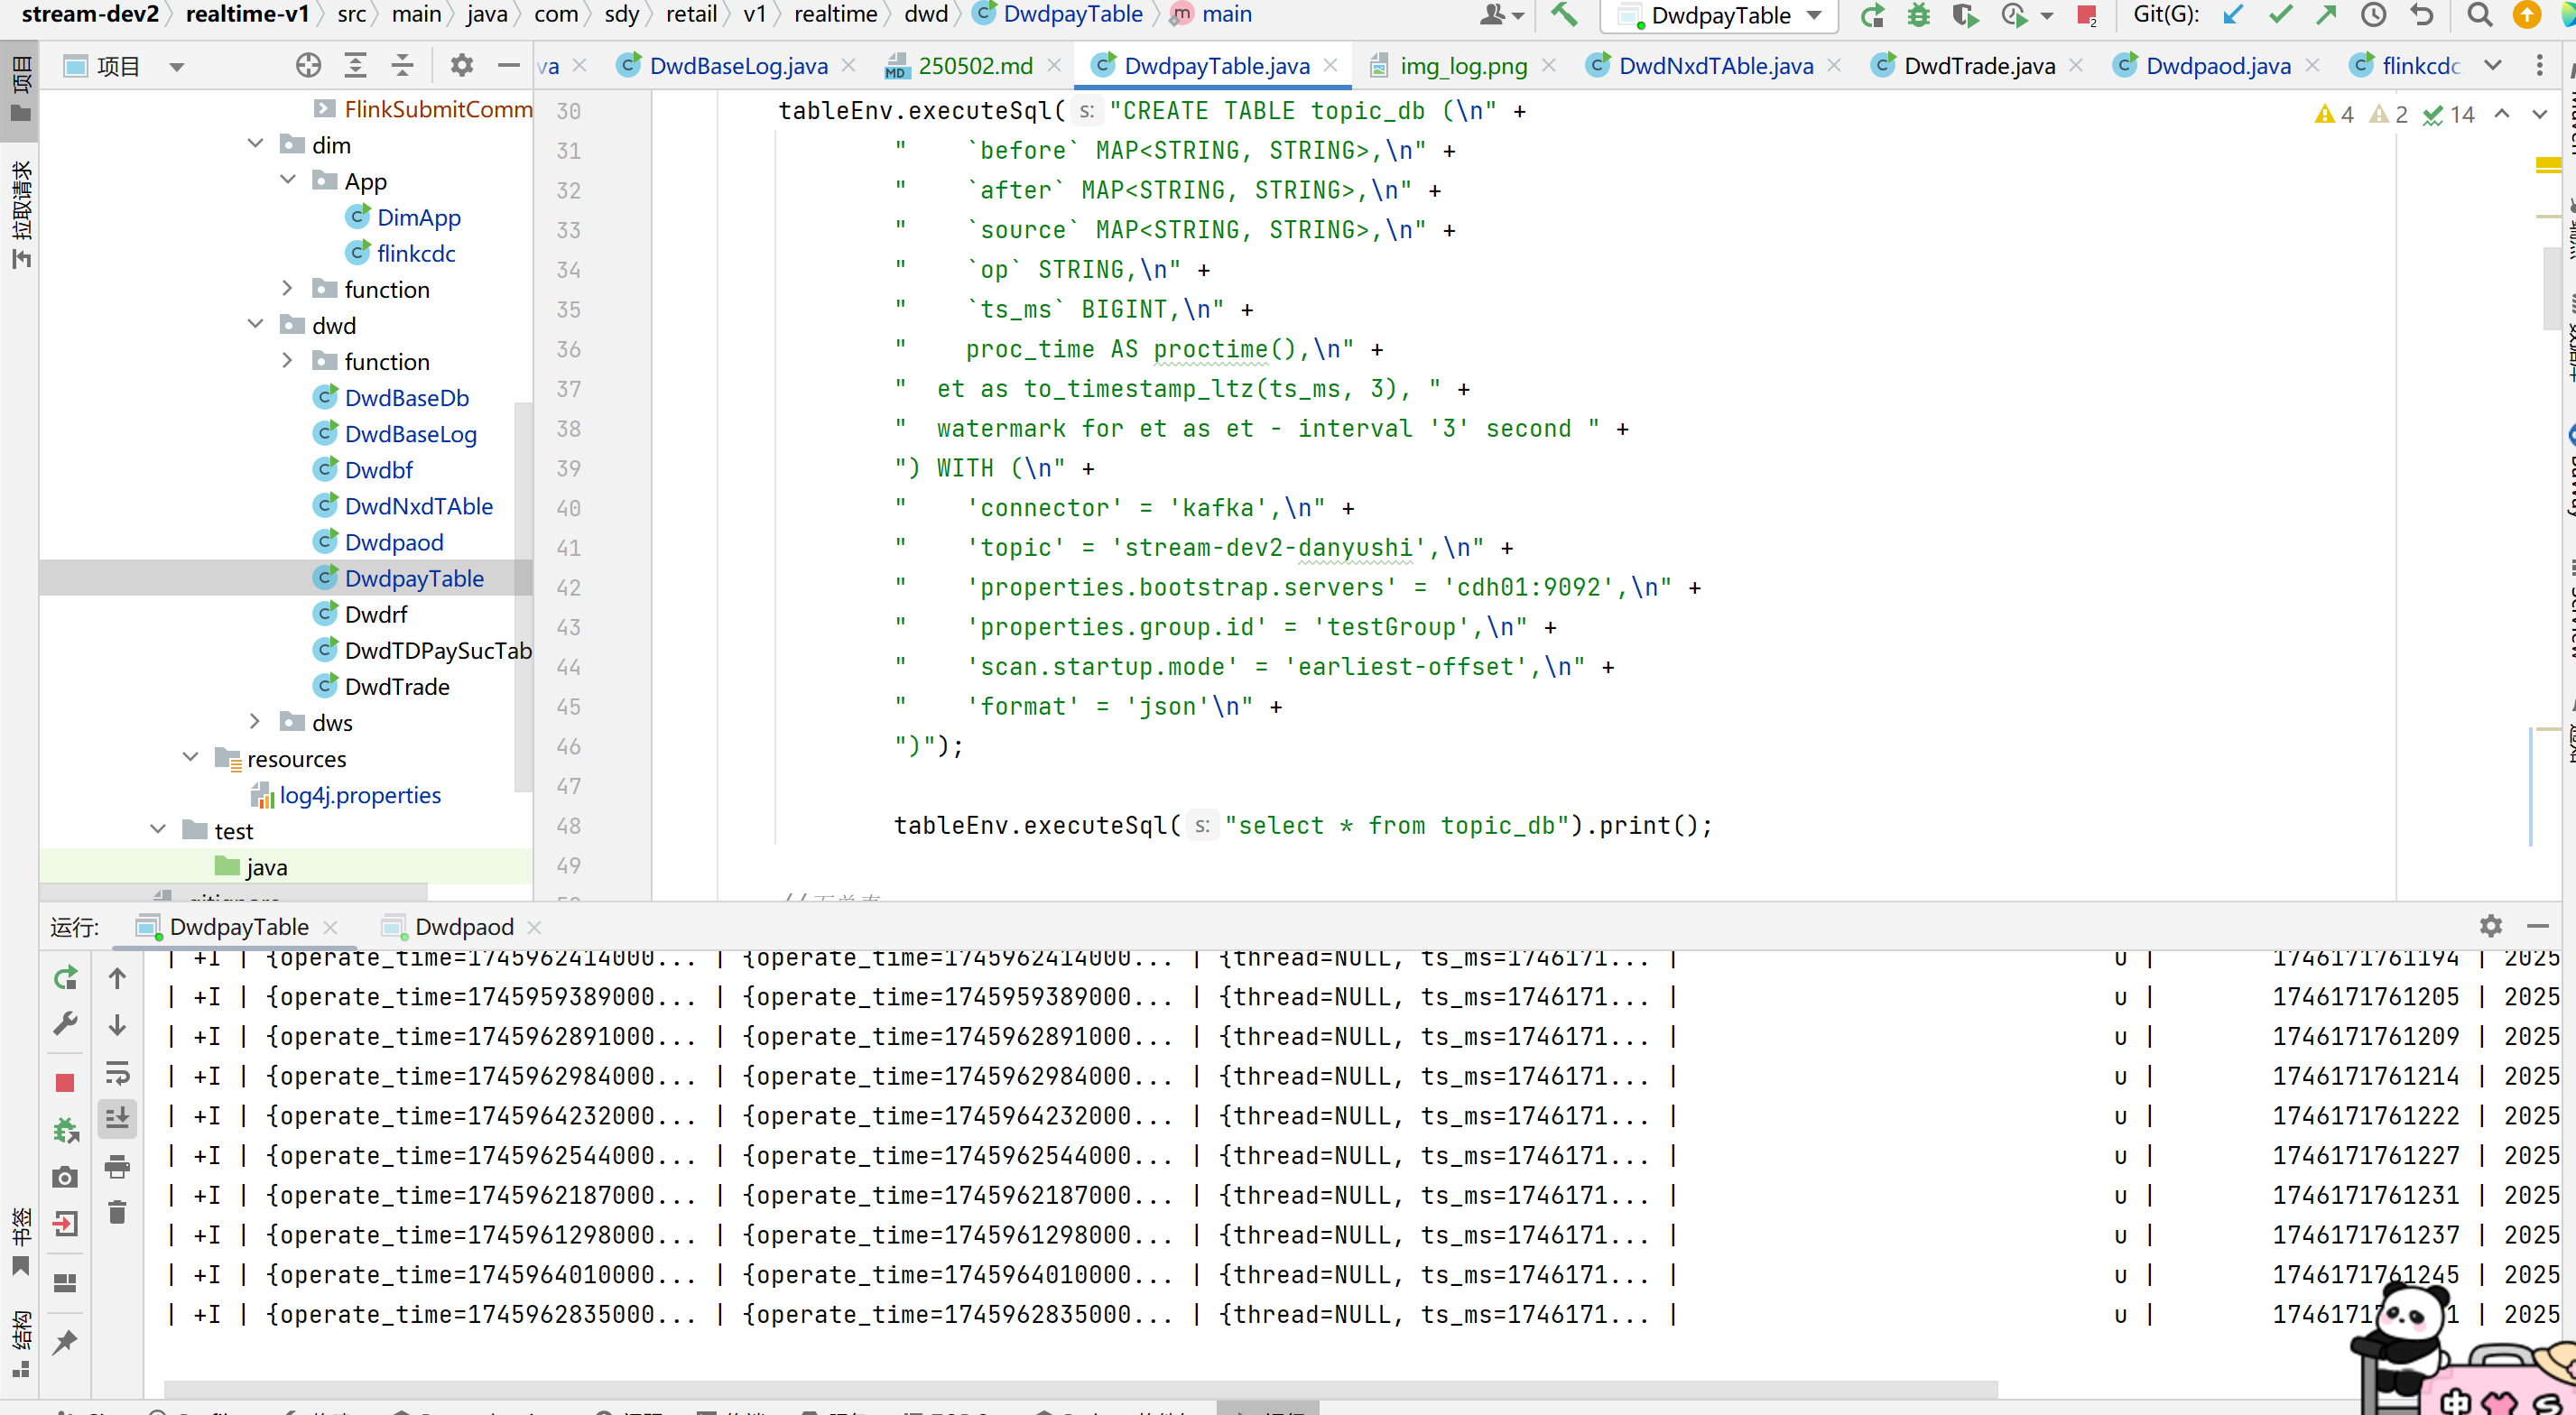 stream-dev2 realtime-v1 src main java com sdy retail v1 realtime dwd DwdpayTable main DwdpayTable Git(G):
项目 va DwdBaseLog.java 250502.md DwdpayTable.java img_log.png DwdNxdTAble.java DwdTrade.java Dwdpaod.java flinkcdc
项目
拉取请求
FlinkSubmitComm
dim
App
DimApp
flinkcdc
function
dwd
function
DwdBaseDb
DwdBaseLog
Dwdbf
DwdNxdTAble
Dwdpaod
DwdpayTable
Dwdrf
DwdTDPaySucTab
DwdTrade
dws
resources
log4j.properties
test
java
4 2 14
30 tableEnv.executeSql( s: "CREATE TABLE topic_db (\n" +
31 "    `before` MAP<STRING, STRING>,\n" +
32 "    `after` MAP<STRING, STRING>,\n" +
33 "    `source` MAP<STRING, STRING>,\n" +
34 "    `op` STRING,\n" +
35 "    `ts_ms` BIGINT,\n" +
36 "    proc_time AS proctime(),\n" +
37 "  et as to_timestamp_ltz(ts_ms, 3), " +
38 "  watermark for et as et - interval '3' second " +
39 ") WITH (\n" +
40 "    'connector' = 'kafka',\n" +
41 "    'topic' = 'stream-dev2-danyushi',\n" +
42 "    'properties.bootstrap.servers' = 'cdh01:9092',\n" +
43 "    'properties.group.id' = 'testGroup',\n" +
44 "    'scan.startup.mode' = 'earliest-offset',\n" +
45 "    'format' = 'json'\n" +
46 ")");
47
48 tableEnv.executeSql( s: "select * from topic_db").print();
49
运行: DwdpayTable Dwdpaod
| +I | {operate_time=1745962414000... | {operate_time=1745962414000... | {thread=NULL, ts_ms=1746171... | u | 1746171761194 | 2025
| +I | {operate_time=1745959389000... | {operate_time=1745959389000... | {thread=NULL, ts_ms=1746171... | u | 1746171761205 | 2025
| +I | {operate_time=1745962891000... | {operate_time=1745962891000... | {thread=NULL, ts_ms=1746171... | u | 1746171761209 | 2025
| +I | {operate_time=1745962984000... | {operate_time=1745962984000... | {thread=NULL, ts_ms=1746171... | u | 1746171761214 | 2025
| +I | {operate_time=1745964232000... | {operate_time=1745964232000... | {thread=NULL, ts_ms=1746171... | u | 1746171761222 | 2025
| +I | {operate_time=1745962544000... | {operate_time=1745962544000... | {thread=NULL, ts_ms=1746171... | u | 1746171761227 | 2025
| +I | {operate_time=1745962187000... | {operate_time=1745962187000... | {thread=NULL, ts_ms=1746171... | u | 1746171761231 | 2025
| +I | {operate_time=1745961298000... | {operate_time=1745961298000... | {thread=NULL, ts_ms=1746171... | u | 1746171761237 | 2025
| +I | {operate_time=1745964010000... | {operate_time=1745964010000... | {thread=NULL, ts_ms=1746171... | u | 1746171761245 | 2025
| +I | {operate_time=1745962835000... | {operate_time=1745962835000... | {thread=NULL, ts_ms=1746171... | u | 1 | 2025
书签
结构
中 S